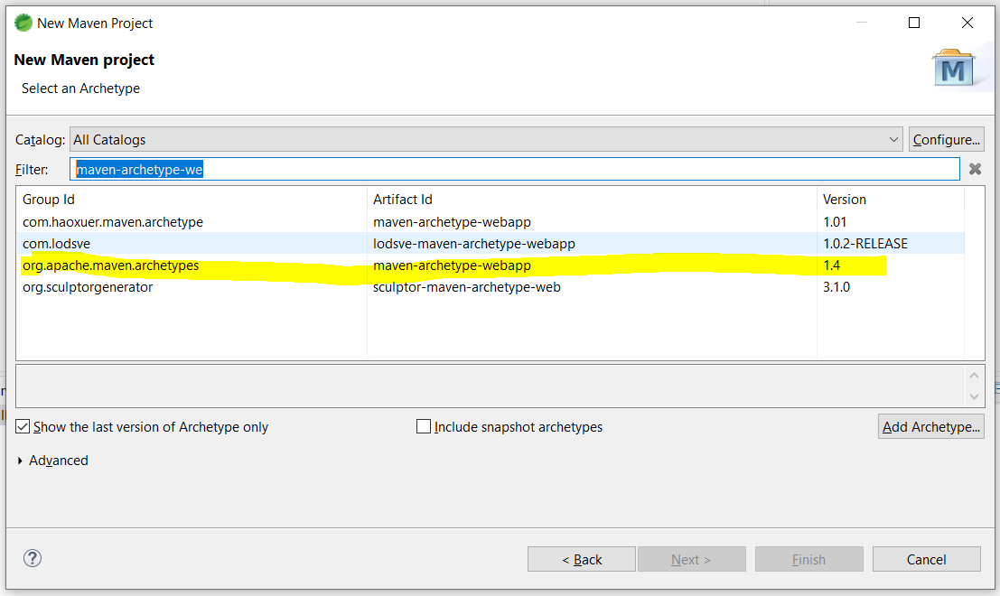 New Maven Project
New Maven project
Select an Archetype
M
Catalog: All Catalogs Configure...
Filter: maven-archetype-we
Group Id Artifact Id Version
com.haoxuer.maven.archetype maven-archetype-webapp 1.01
com.lodsve lodsve-maven-archetype-webapp 1.0.2-RELEASE
org.apache.maven.archetypes maven-archetype-webapp 1.4
org.sculptorgenerator sculptor-maven-archetype-web 3.1.0
Show the last version of Archetype only Include snapshot archetypes Add Archetype...
Advanced
? < Back Next > Finish Cancel